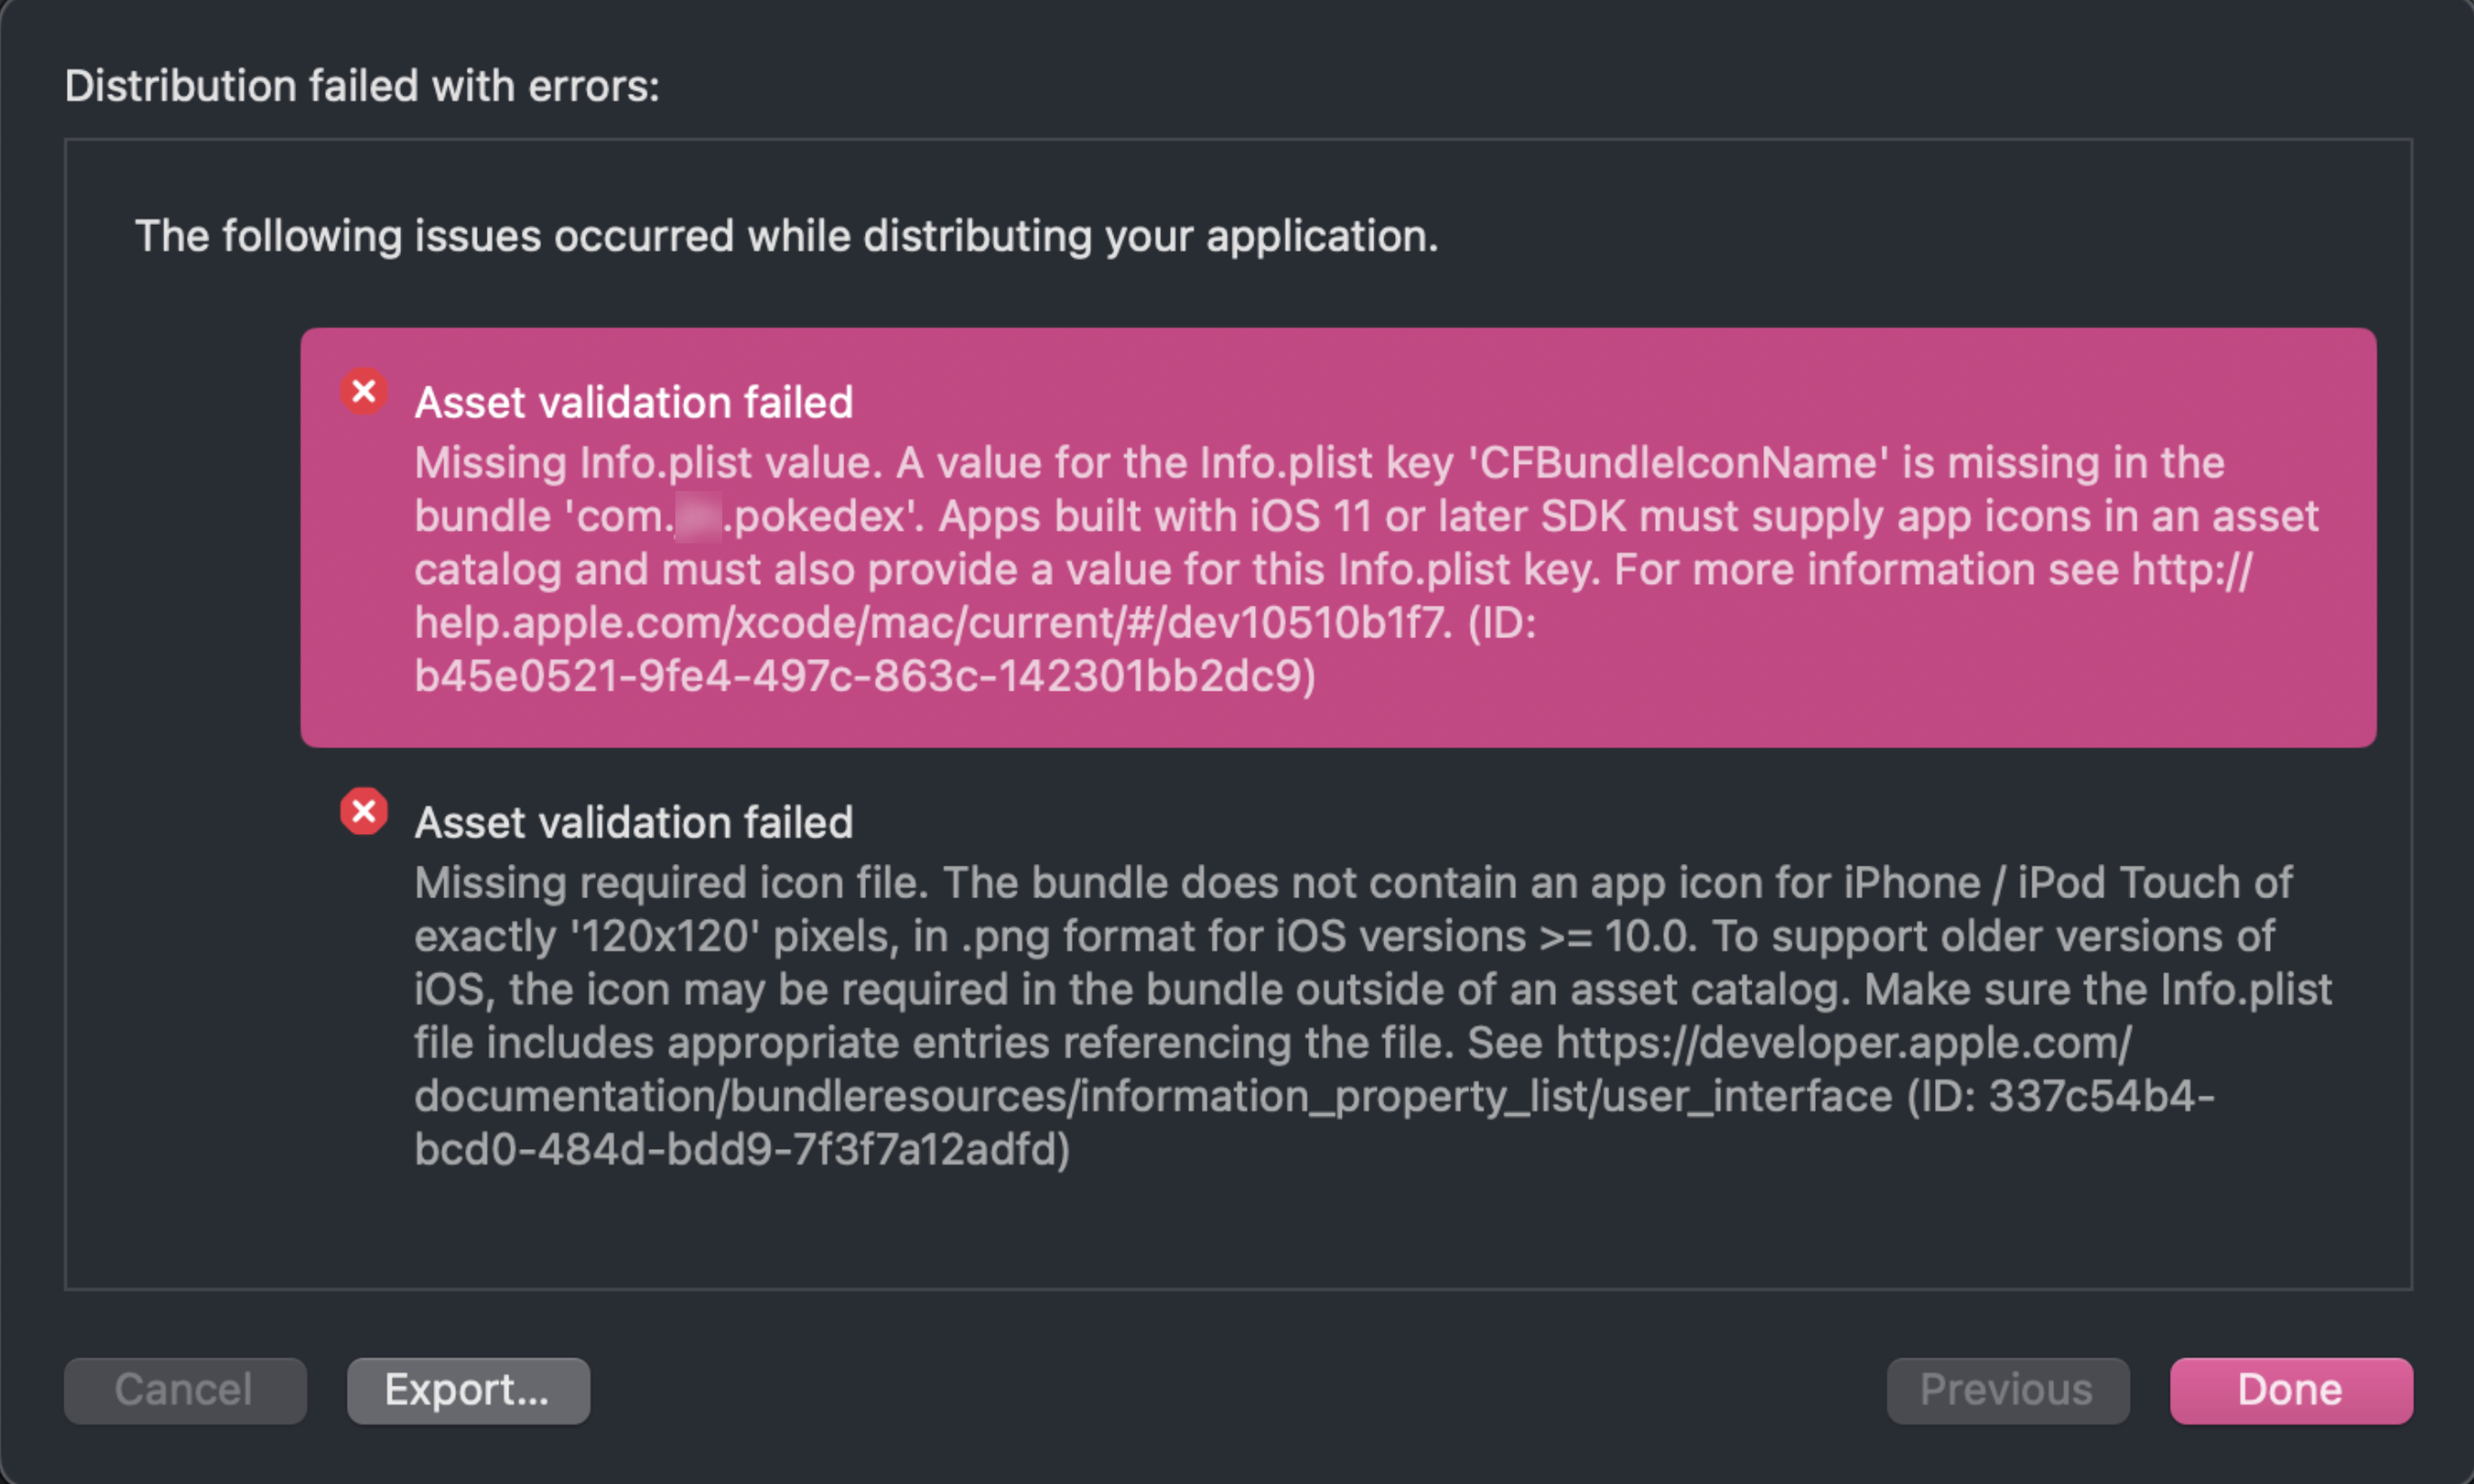 Distribution failed with errors:
The following issues occurred while distributing your application.
Asset validation failed
Missing Info.plist value. A value for the Info.plist key 'CFBundleIconName' is missing in the
bundle 'com. .pokedex'. Apps built with iOS 11 or later SDK must supply app icons in an asset
catalog and must also provide a value for this Info.plist key. For more information see http://
help.apple.com/xcode/mac/current/#/dev10510b1f7. (ID:
b45e0521-9fe4-497c-863c-142301bb2dc9)
Asset validation failed
Missing required icon file. The bundle does not contain an app icon for iPhone / iPod Touch of
exactly '120x120' pixels, in .png format for iOS versions >= 10.0. To support older versions of
iOS, the icon may be required in the bundle outside of an asset catalog. Make sure the Info.plist
file includes appropriate entries referencing the file. See https://developer.apple.com/
documentation/bundleresources/information_property_list/user_interface (ID: 337c54b4-
bcd0-484d-bdd9-7f3f7a12adfd)
Cancel
Export...
Previous
Done